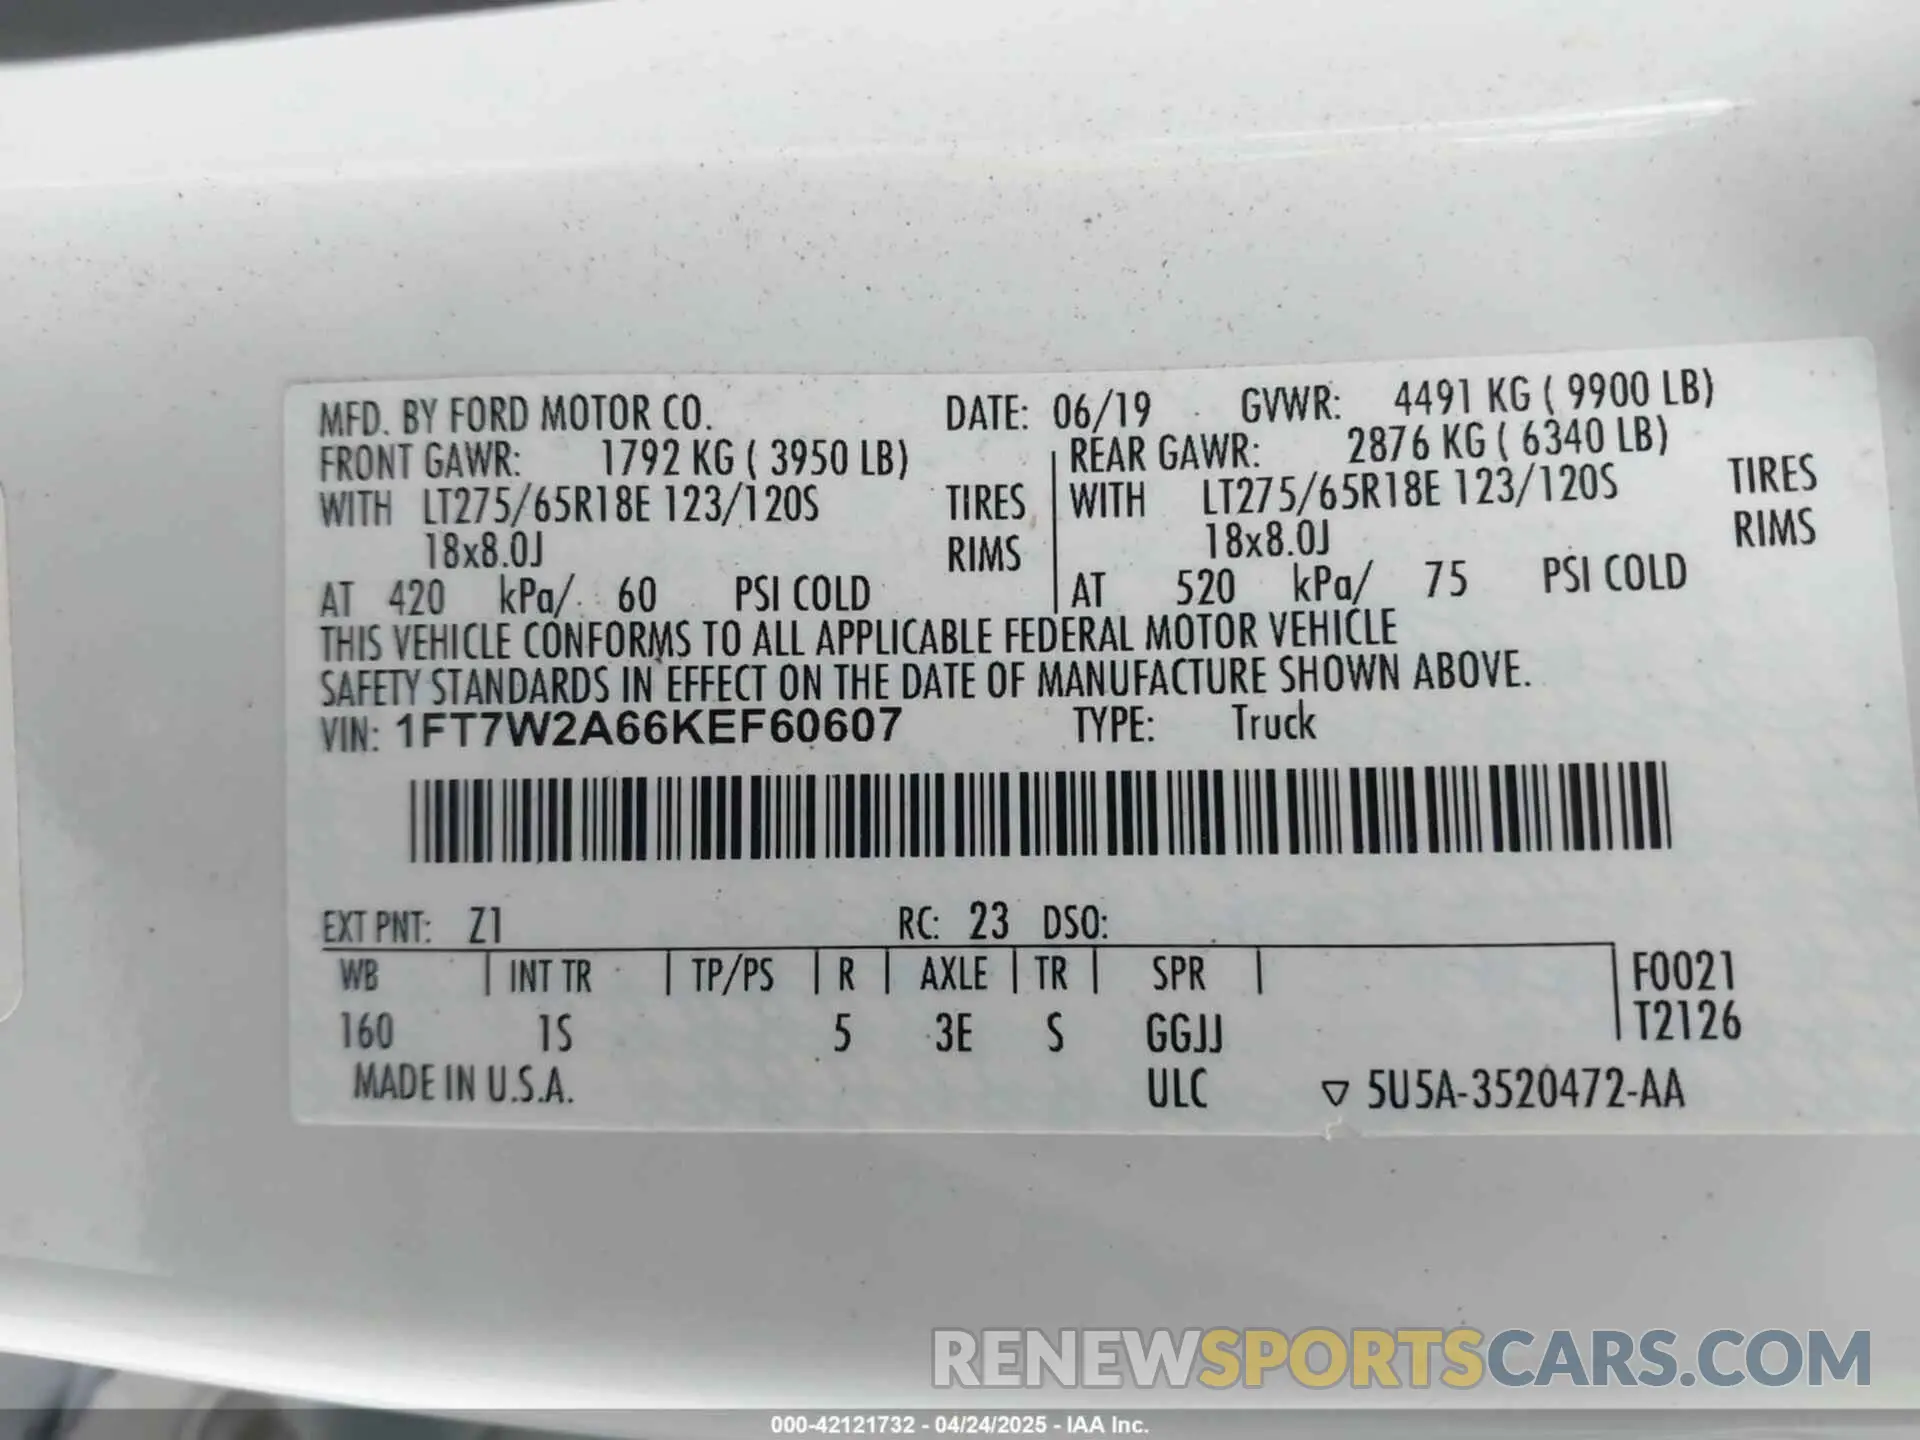 MFD. BY FORD MOTOR CO. DATE: 06/19 GVWR: 4491 KG ( 9900 LB)
FRONT GAWR: 1792 KG ( 3950 LB) REAR GAWR: 2876 KG ( 6340 LB)
WITH LT275/65R18E 123/120S TIRES WITH LT275/65R18E 123/120S TIRES
18x8.0J RIMS 18x8.0J RIMS
AT 420 kPa/ 60 PSI COLD AT 520 kPa/ 75 PSI COLD
THIS VEHICLE CONFORMS TO ALL APPLICABLE FEDERAL MOTOR VEHICLE
SAFETY STANDARDS IN EFFECT ON THE DATE OF MANUFACTURE SHOWN ABOVE.
VIN: 1FT7W2A66KEF60607 TYPE: Truck
EXT PNT: Z1 RC: 23 DSO:
WB INT TR TP/PS R AXLE TR SPR F0021
T2126
160 1S 5 3E S GGJJ
MADE IN U.S.A. ULC ▽ 5U5A-3520472-AA
RENEWSPORTSCARS.COM
000-42121732 - 04/24/2025 - IAA Inc.